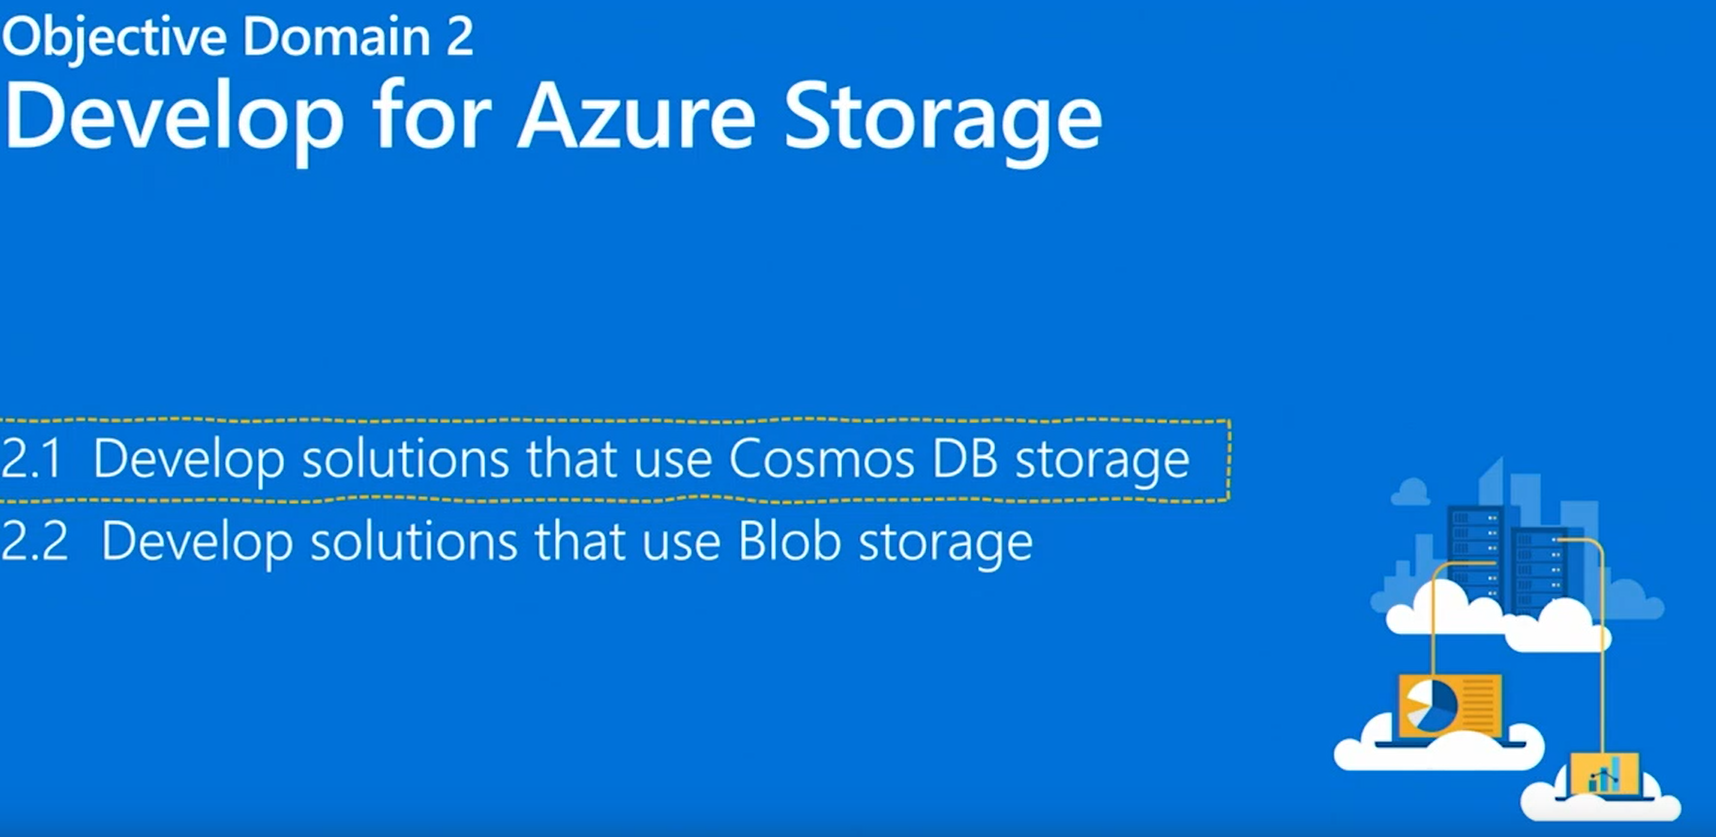 Objective Domain 2
Develop for Azure Storage
2.1 Develop solutions that use Cosmos DB storage
2.2 Develop solutions that use Blob storage